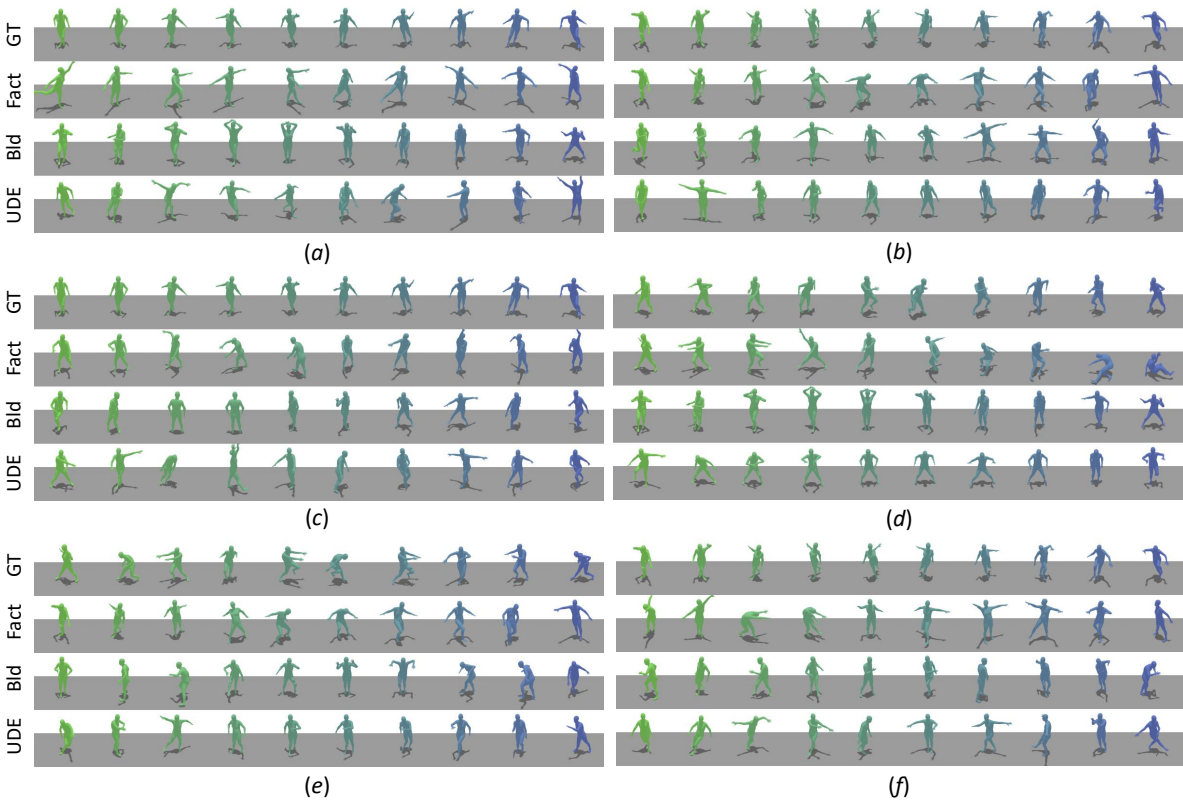 GT
Fact
Bld
UDE
(a)
GT
Fact
Bld
UDE
(b)
GT
Fact
Bld
UDE
(c)
GT
Fact
Bld
UDE
(d)
GT
Fact
Bld
UDE
(e)
GT
Fact
Bld
UDE
(f)